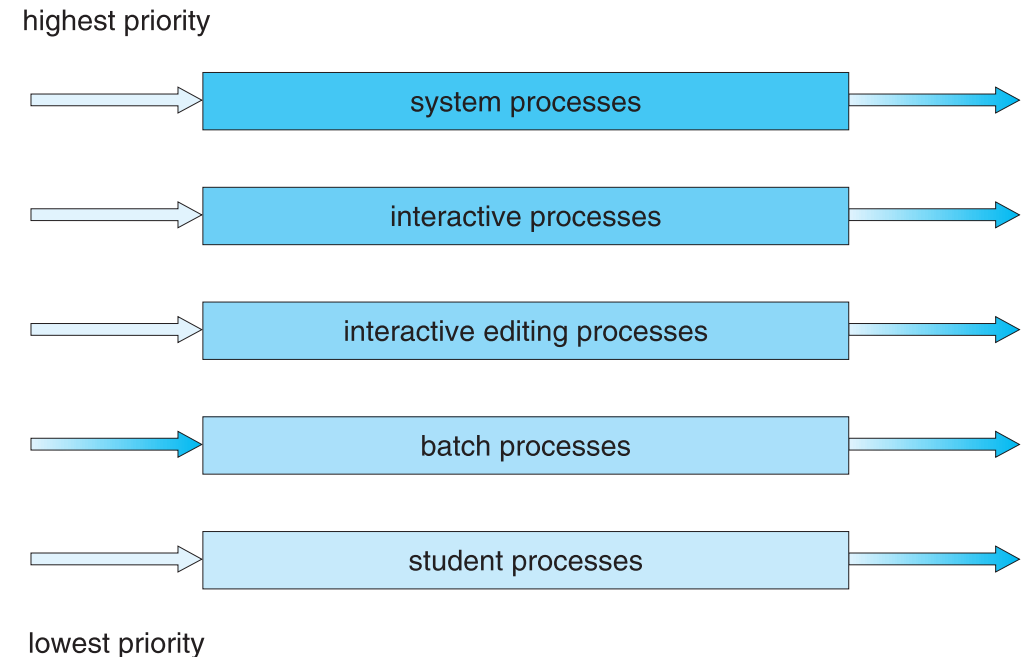 highest priority
system processes
interactive processes
interactive editing processes
batch processes
student processes
lowest priority